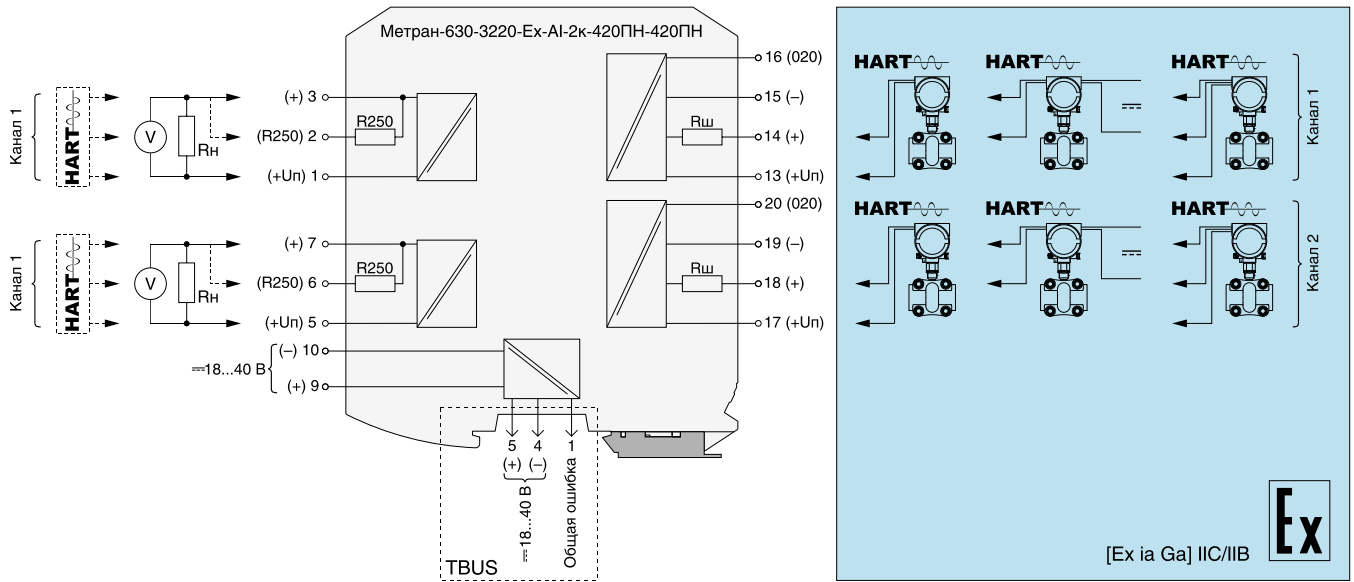 Метран-630-3220-Ex-AI-2к-420ПН-420ПН
Канал 1
HART
V
Rн
(+) 3
(R250) 2
(+Uп) 1
R250
Rш
16 (020)
15 (–)
14 (+)
13 (+Uп)
HART
HART
HART
Канал 1
Канал 1
HART
V
Rн
(+) 7
(R250) 6
(+Uп) 5
R250
Rш
20 (020)
19 (–)
18 (+)
17 (+Uп)
HART
HART
HART
Канал 2
18...40 В
(–) 10
(+) 9
5
4
1
(+)
(–)
18...40 В
Общая ошибка
TBUS
[Ex ia Ga] IIC/IIB
Ex